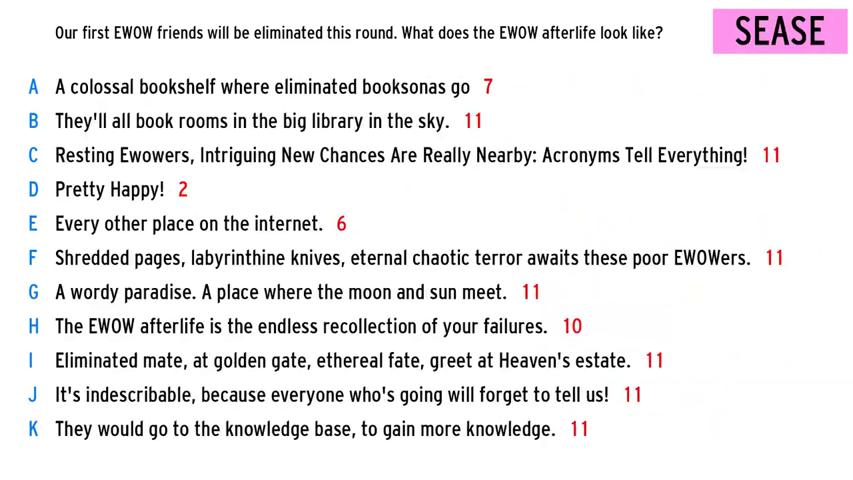 Our first EWOW friends will be eliminated this round. What does the EWOW afterlife look like?
SEASE
A A colossal bookshelf where eliminated booksonas go 7
B They'll all book rooms in the big library in the sky. 11
C Resting Ewowers, Intriguing New Chances Are Really Nearby: Acronyms Tell Everything! 11
D Pretty Happy! 2
E Every other place on the internet. 6
F Shredded pages, labyrinthine knives, eternal chaotic terror awaits these poor EWOWers. 11
G A wordy paradise. A place where the moon and sun meet. 11
H The EWOW afterlife is the endless recollection of your failures. 10
I Eliminated mate, at golden gate, ethereal fate, greet at Heaven's estate. 11
J It's indescribable, because everyone who's going will forget to tell us! 11
K They would go to the knowledge base, to gain more knowledge. 11